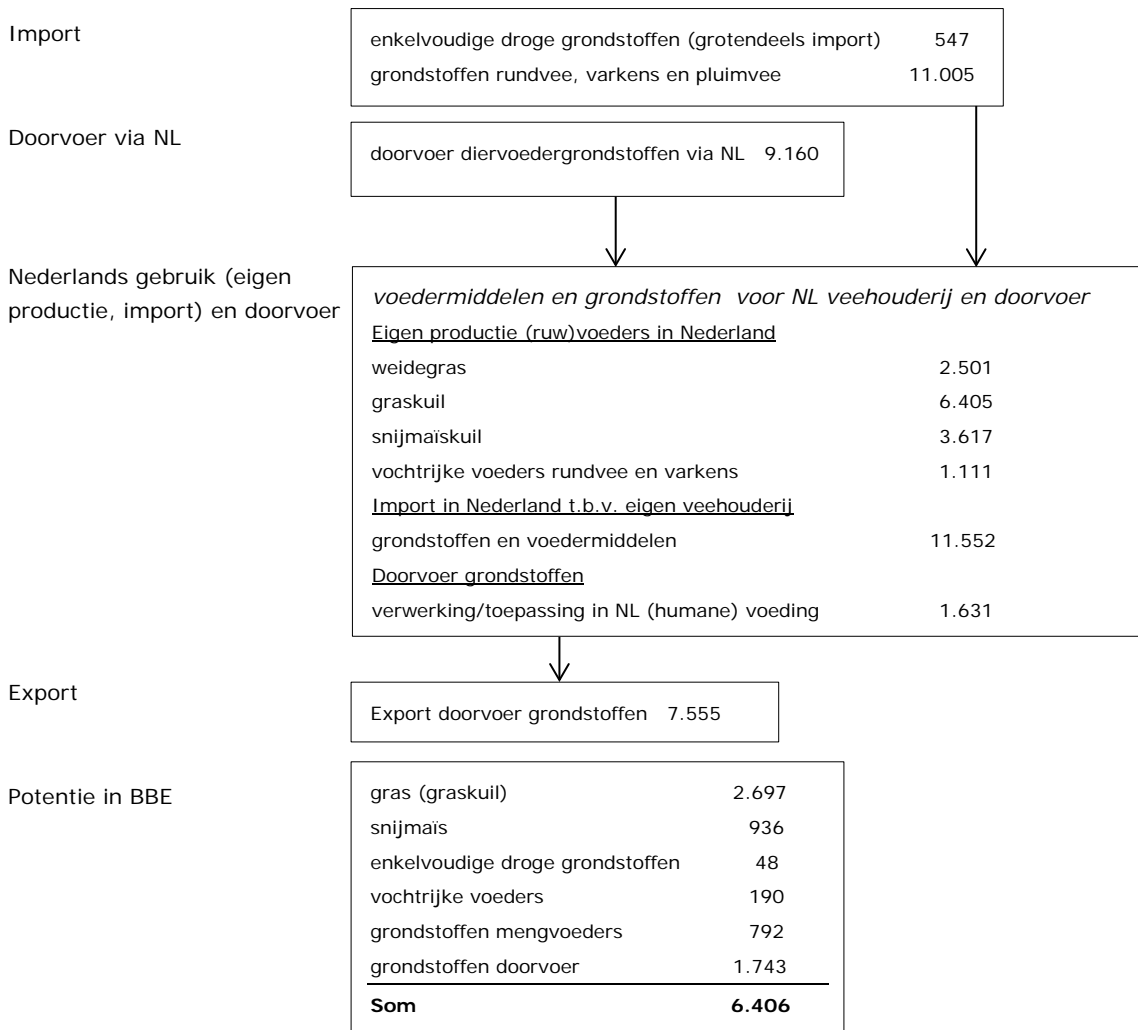 Import
enkelvoudige droge grondstoffen (grotendeels import) 547
grondstoffen rundvee, varkens en pluimvee 11.005
Doorvoer via NL
doorvoer diervoedergrondstoffen via NL 9.160
Nederlands gebruik (eigen
productie, import) en doorvoer
voedermiddelen en grondstoffen voor NL veehouderij en doorvoer
Eigen productie (ruw)voeders in Nederland
weidegras 2.501
graskuil 6.405
snijmaïskuil 3.617
vochtrijke voeders rundvee en varkens 1.111
Import in Nederland t.b.v. eigen veehouderij
grondstoffen en voedermiddelen 11.552
Doorvoer grondstoffen
verwerking/toepassing in NL (humane) voeding 1.631
Export
Export doorvoer grondstoffen 7.555
Potentie in BBE
gras (graskuil) 2.697
snijmaïs 936
enkelvoudige droge grondstoffen 48
vochtrijke voeders 190
grondstoffen mengvoeders 792
grondstoffen doorvoer 1.743
Som 6.406